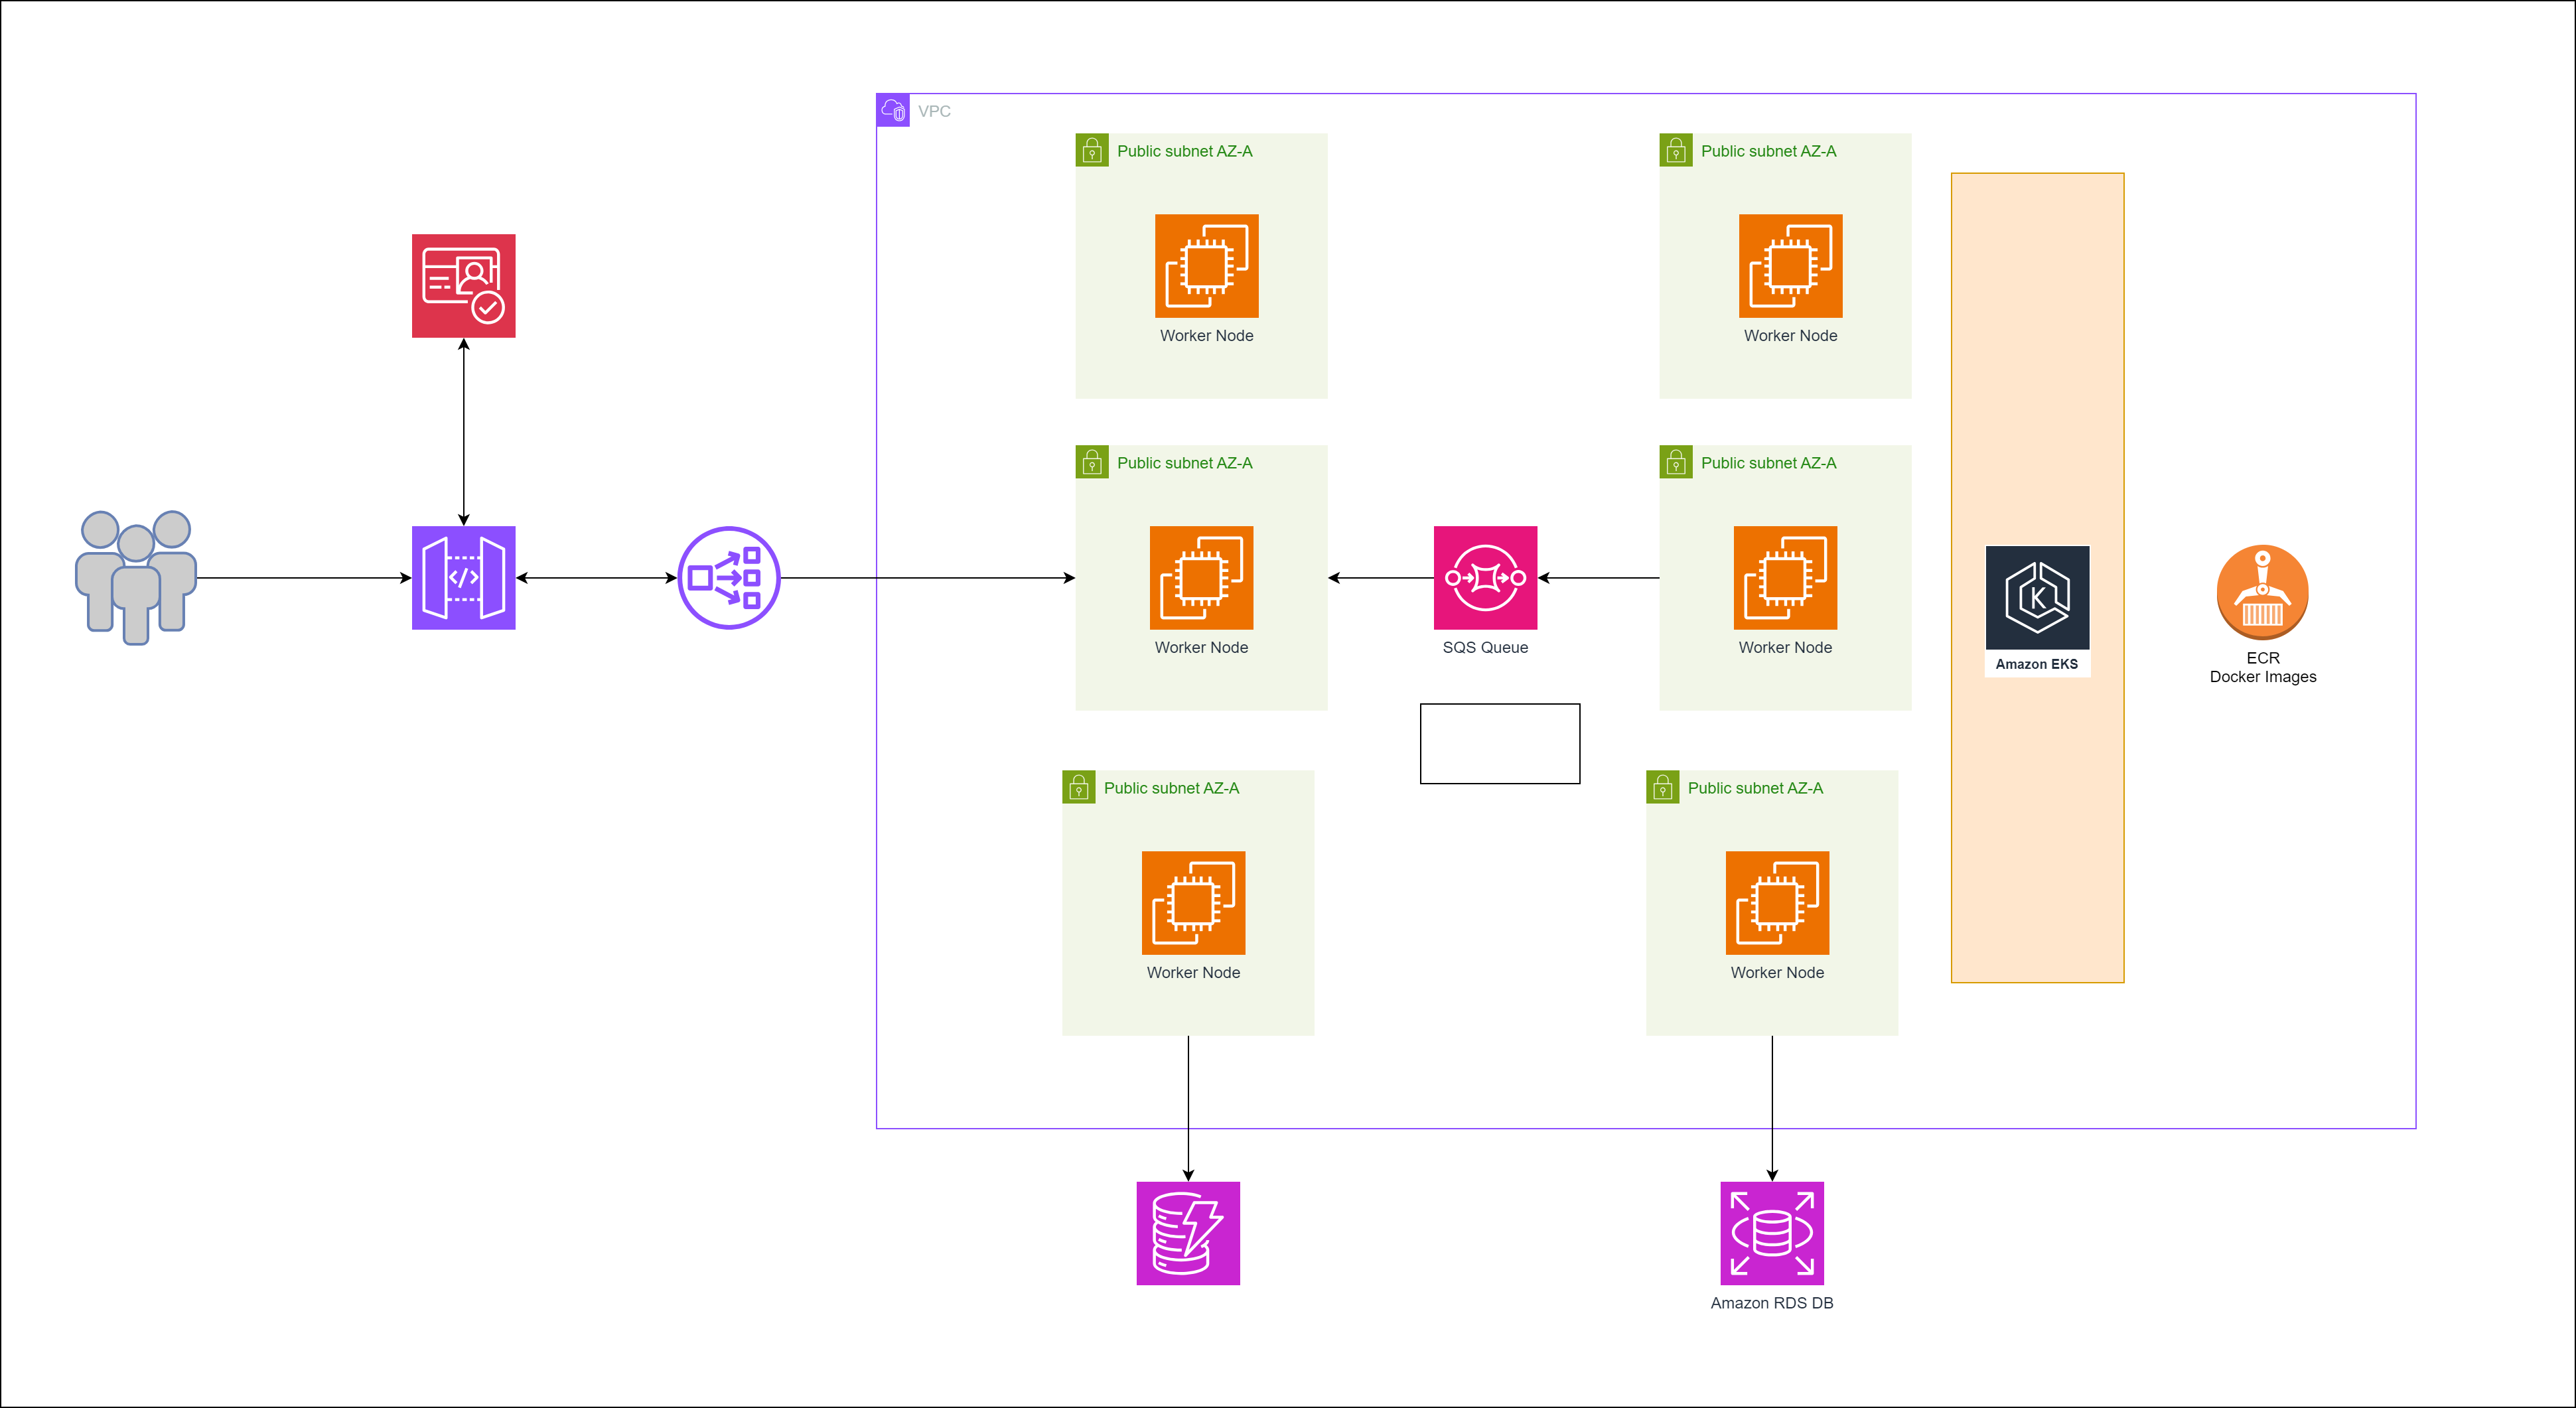 VPC
Public subnet AZ-A
Public subnet AZ-A
Worker Node
Worker Node
Public subnet AZ-A
Public subnet AZ-A
Worker Node
SQS Queue
Worker Node
K
Amazon EKS
ECR
Docker Images
Public subnet AZ-A
Public subnet AZ-A
Worker Node
Worker Node
Amazon RDS DB